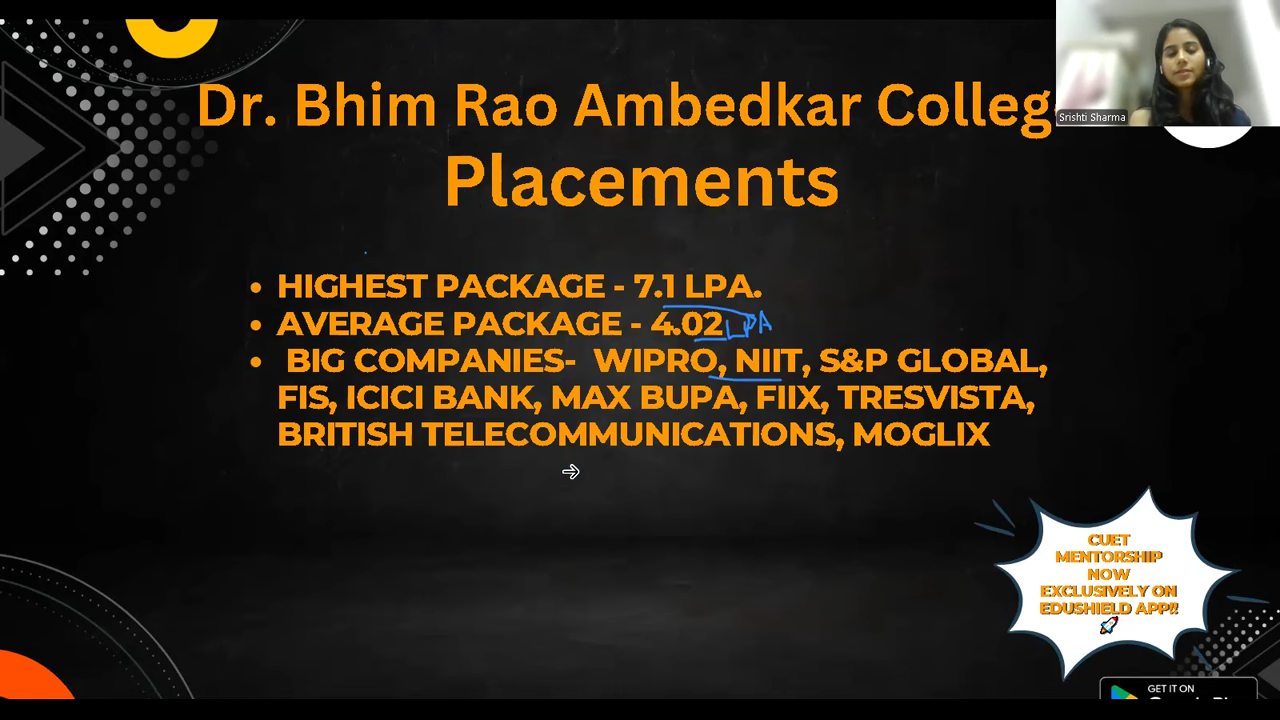 Dr. Bhim Rao Ambedkar Colleg
Placements
Srishti Sharma
• HIGHEST PACKAGE - 7.1 LPA.
• AVERAGE PACKAGE - 4.02 LPA
• BIG COMPANIES- WIPRO, NIIT, S&P GLOBAL,
FIS, ICICI BANK, MAX BUPA, FIIX, TRESVISTA,
BRITISH TELECOMMUNICATIONS, MOGLIX
CUET
MENTORSHIP
NOW
EXCLUSIVELY ON
EDUSHIELD APP!!
GET IT ON